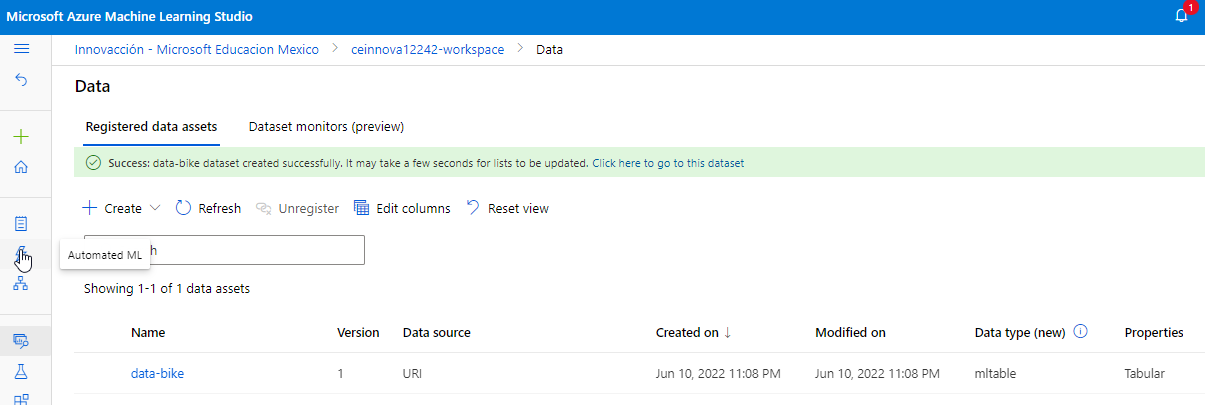 Microsoft Azure Machine Learning Studio
1
Innovacción - Microsoft Educacion Mexico > ceinnova12242-workspace > Data
Data
Registered data assets Dataset monitors (preview)
Success: data-bike dataset created successfully. It may take a few seconds for lists to be updated. Click here to go to this dataset
Create Refresh Unregister Edit columns Reset view
Automated ML
Showing 1-1 of 1 data assets
Name Version Data source Created on ↓ Modified on Data type (new) Properties
data-bike 1 URI Jun 10, 2022 11:08 PM Jun 10, 2022 11:08 PM mltable Tabular